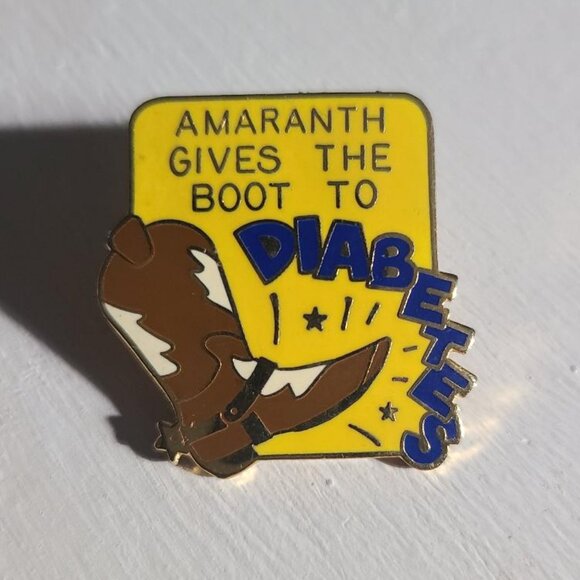 AMARANTH
GIVES THE
BOOT TO
DIABETES